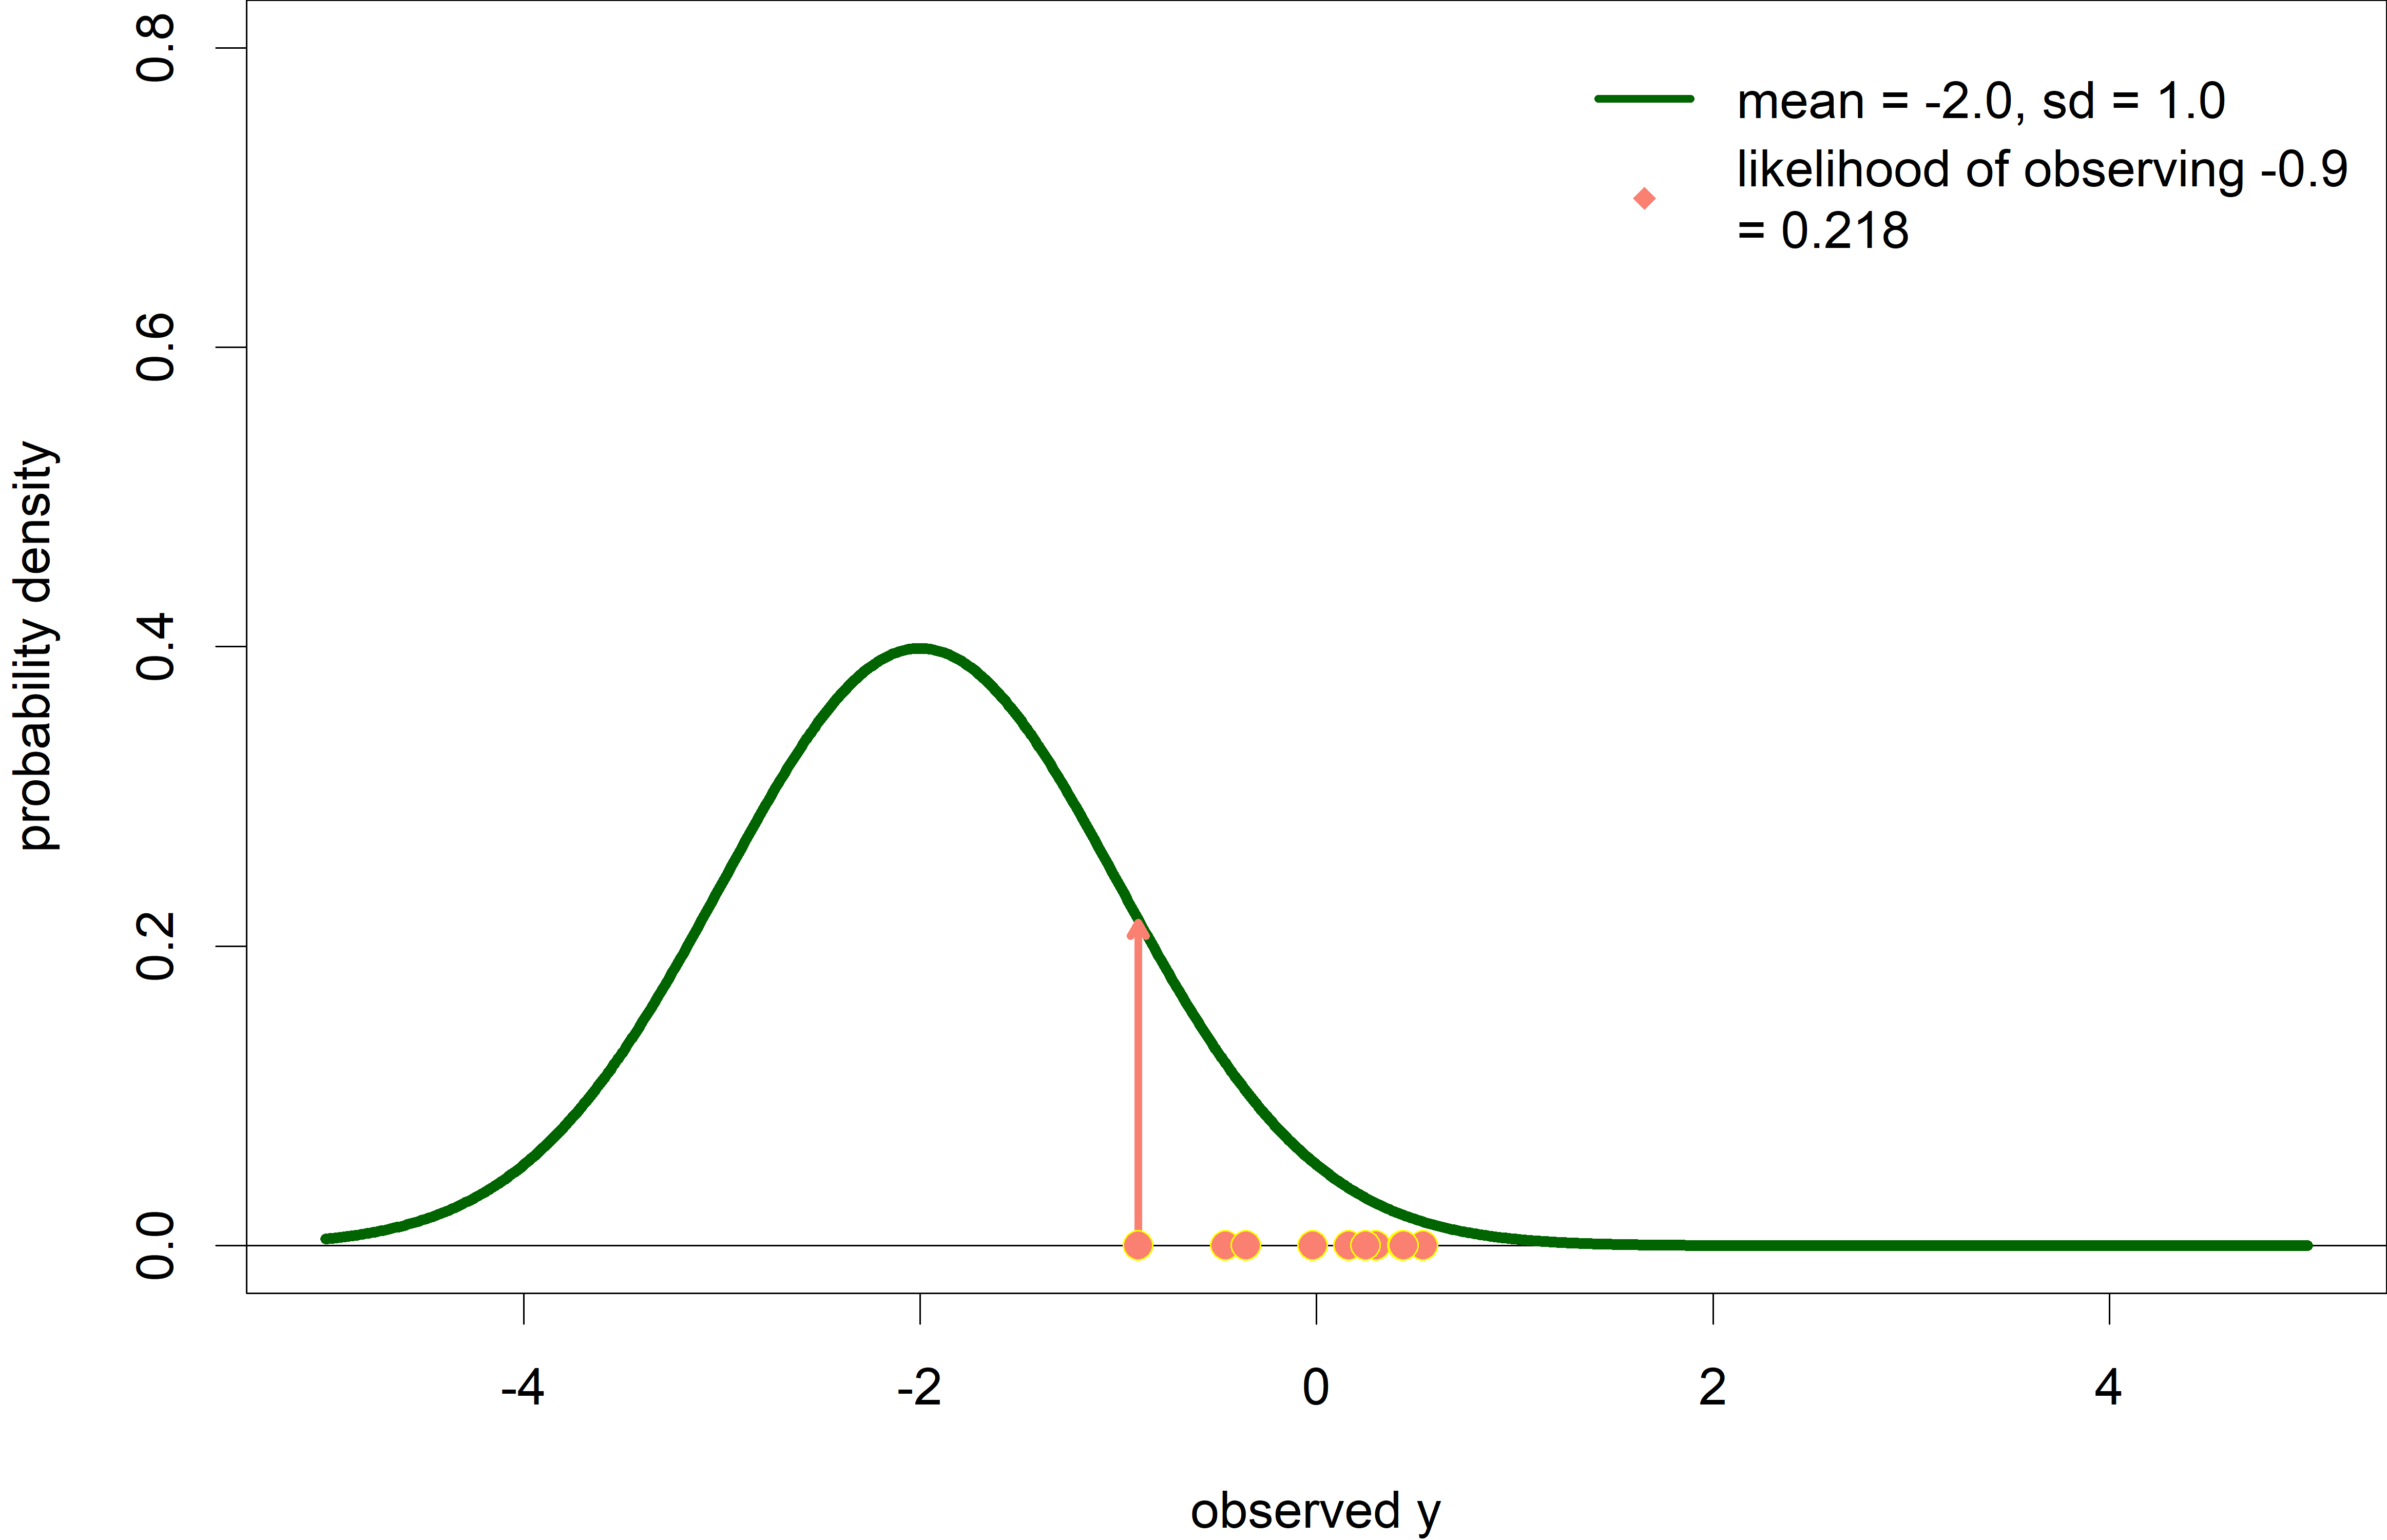 mean = -2.0, sd = 1.0
likelihood of observing -0.9
= 0.218
probability density
0.8
0.6
0.4
0.2
0.0
-4
-2
0
2
4
observed y